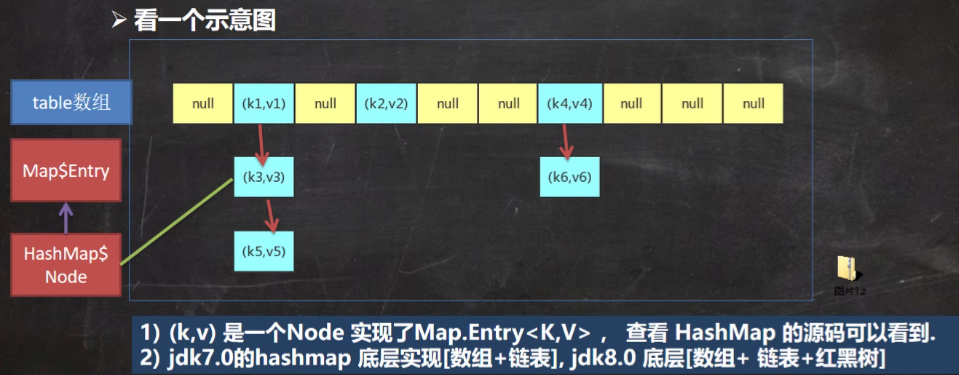 ➢ 看一个示意图
table数组
null (k1,v1) null (k2,v2) null null (k4,v4) null null null
Map$Entry
(k3,v3) (k6,v6)
HashMap$
Node
(k5,v5)
图片1.z
1) (k,v) 是一个Node 实现了Map.Entry<K,V> ， 查看 HashMap 的源码可以看到.
2) jdk7.0的hashmap 底层实现[数组+链表], jdk8.0 底层[数组+ 链表+红黑树]